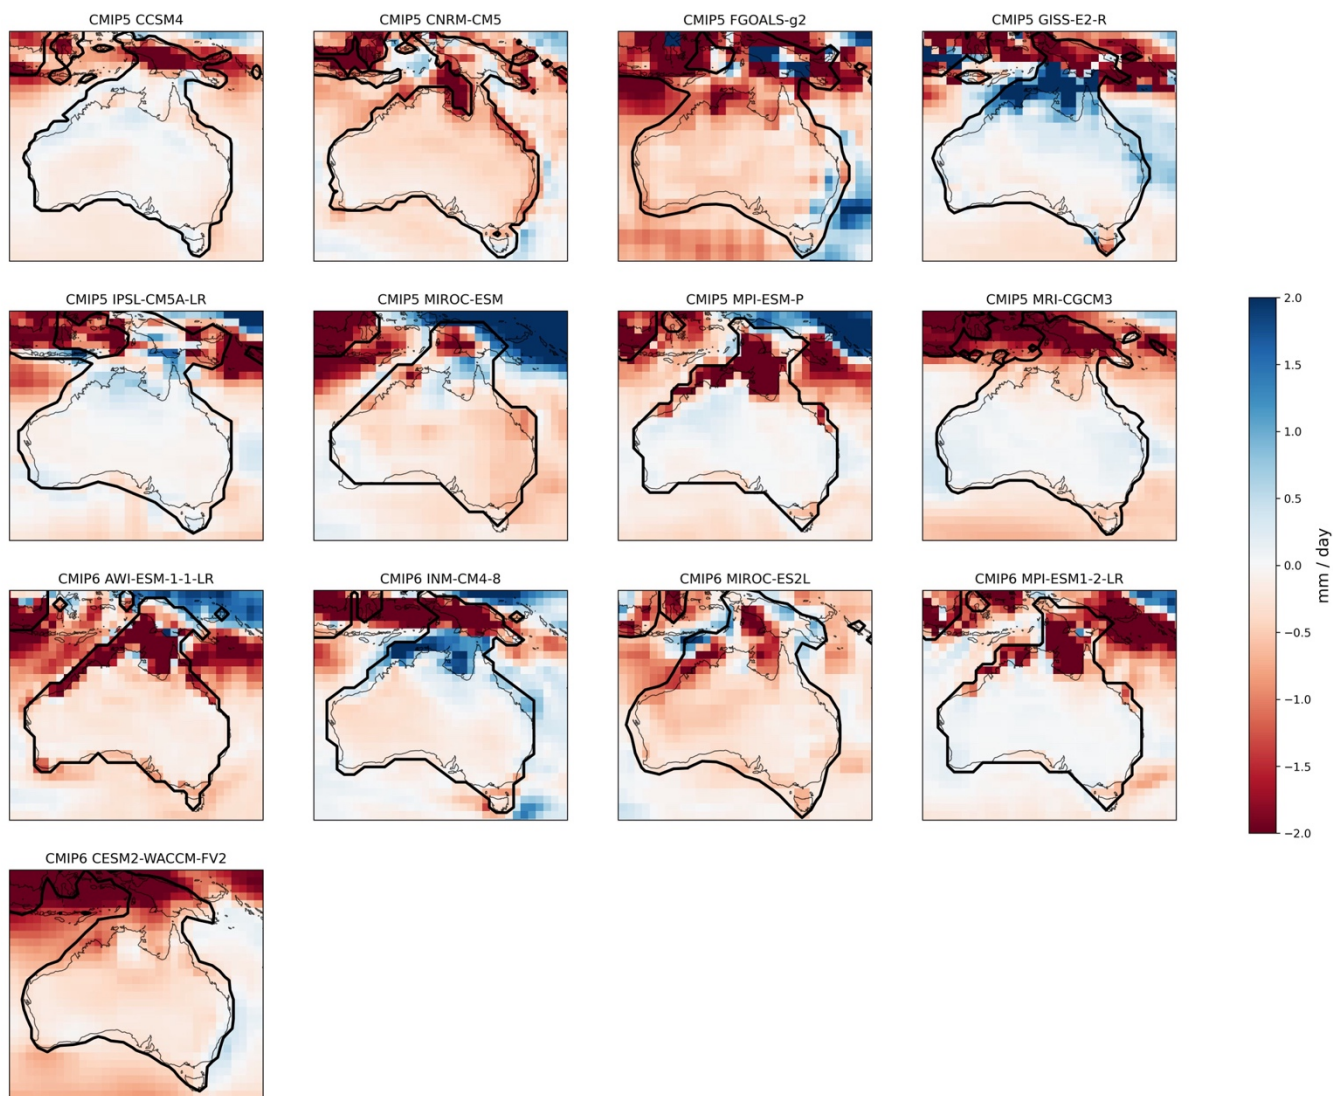 CMIP5 CCSM4
CMIP5 CNRM-CM5
CMIP5 FGOALS-g2
CMIP5 GISS-E2-R
CMIP5 IPSL-CM5A-LR
CMIP5 MIROC-ESM
CMIP5 MPI-ESM-P
CMIP5 MRI-CGCM3
CMIP6 AWI-ESM-1-1-LR
CMIP6 INM-CM4-8
CMIP6 MIROC-ES2L
CMIP6 MPI-ESM1-2-LR
CMIP6 CESM2-WACCM-FV2
2.0
1.5
1.0
0.5
0.0
−0.5
−1.0
−1.5
−2.0
mm / day